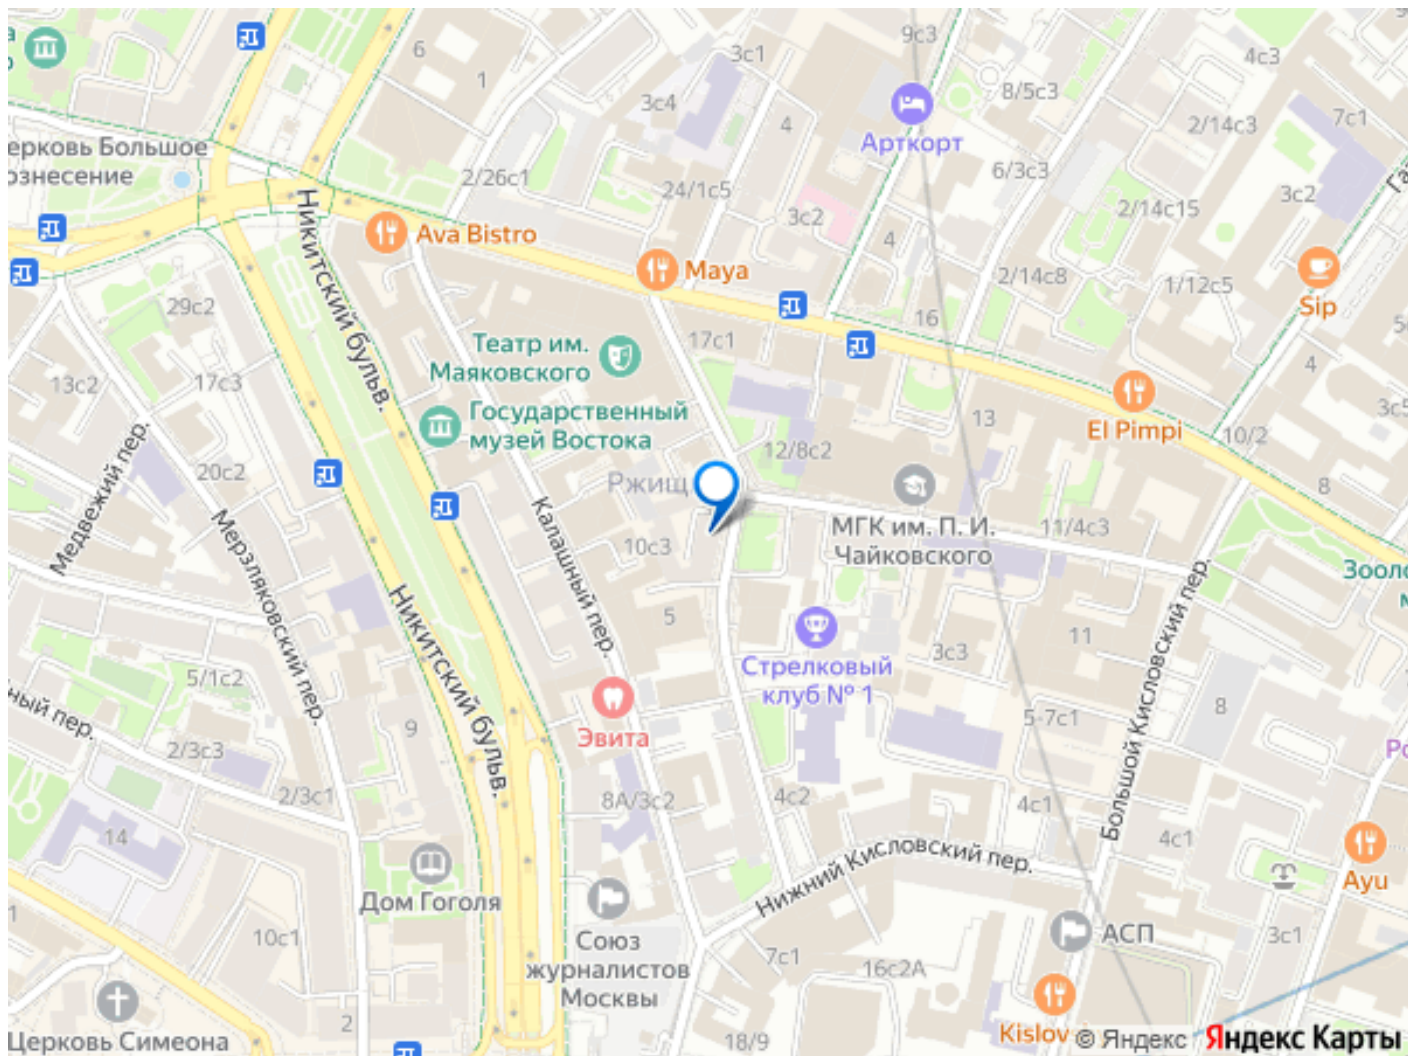 9с3
6
3с1
4с3
1
8/5с3
3с4
4
7с1
Арткорт
2/14с3
ерковь Большое
ознесение
2/26с1
24/1с5
6/3с3
3с2
3с2
2/14с15
Ava Bistro
4
Maya
2/14с8
1/12с5
29с2
Никитский бульв.
Sip
16
Театр им.
Маяковского
17с1
13с2
17с3
4
3с5
Государственный
музей Востока
13
El Pimpi
10/2
Медвежий пер.
20с2
12/8с2
Ржищ
8
Калашный пер.
МГК им. П. И.
Чайковского
11/4с3
10с3
Мерзляковский пер.
Зооло
м
Никитский бульв.
5
11
Стрелковый
клуб № 1
3с3
5/1с2
ный пер.
Большой Кисловский пер.
8
5-7с1
9
Эвита
2/3с3
Ро
2/3с1
8А/3с2
4с2
4с1
4с1
14
Нижний Кисловский пер.
Ayu
Дом Гоголя
1
10с1
Союз
журналистов
Москвы
АСП
3с1
7с1
16с2А
2
Церковь Симеона
18/9
Kislov
© Яндекс Яндекс Карты